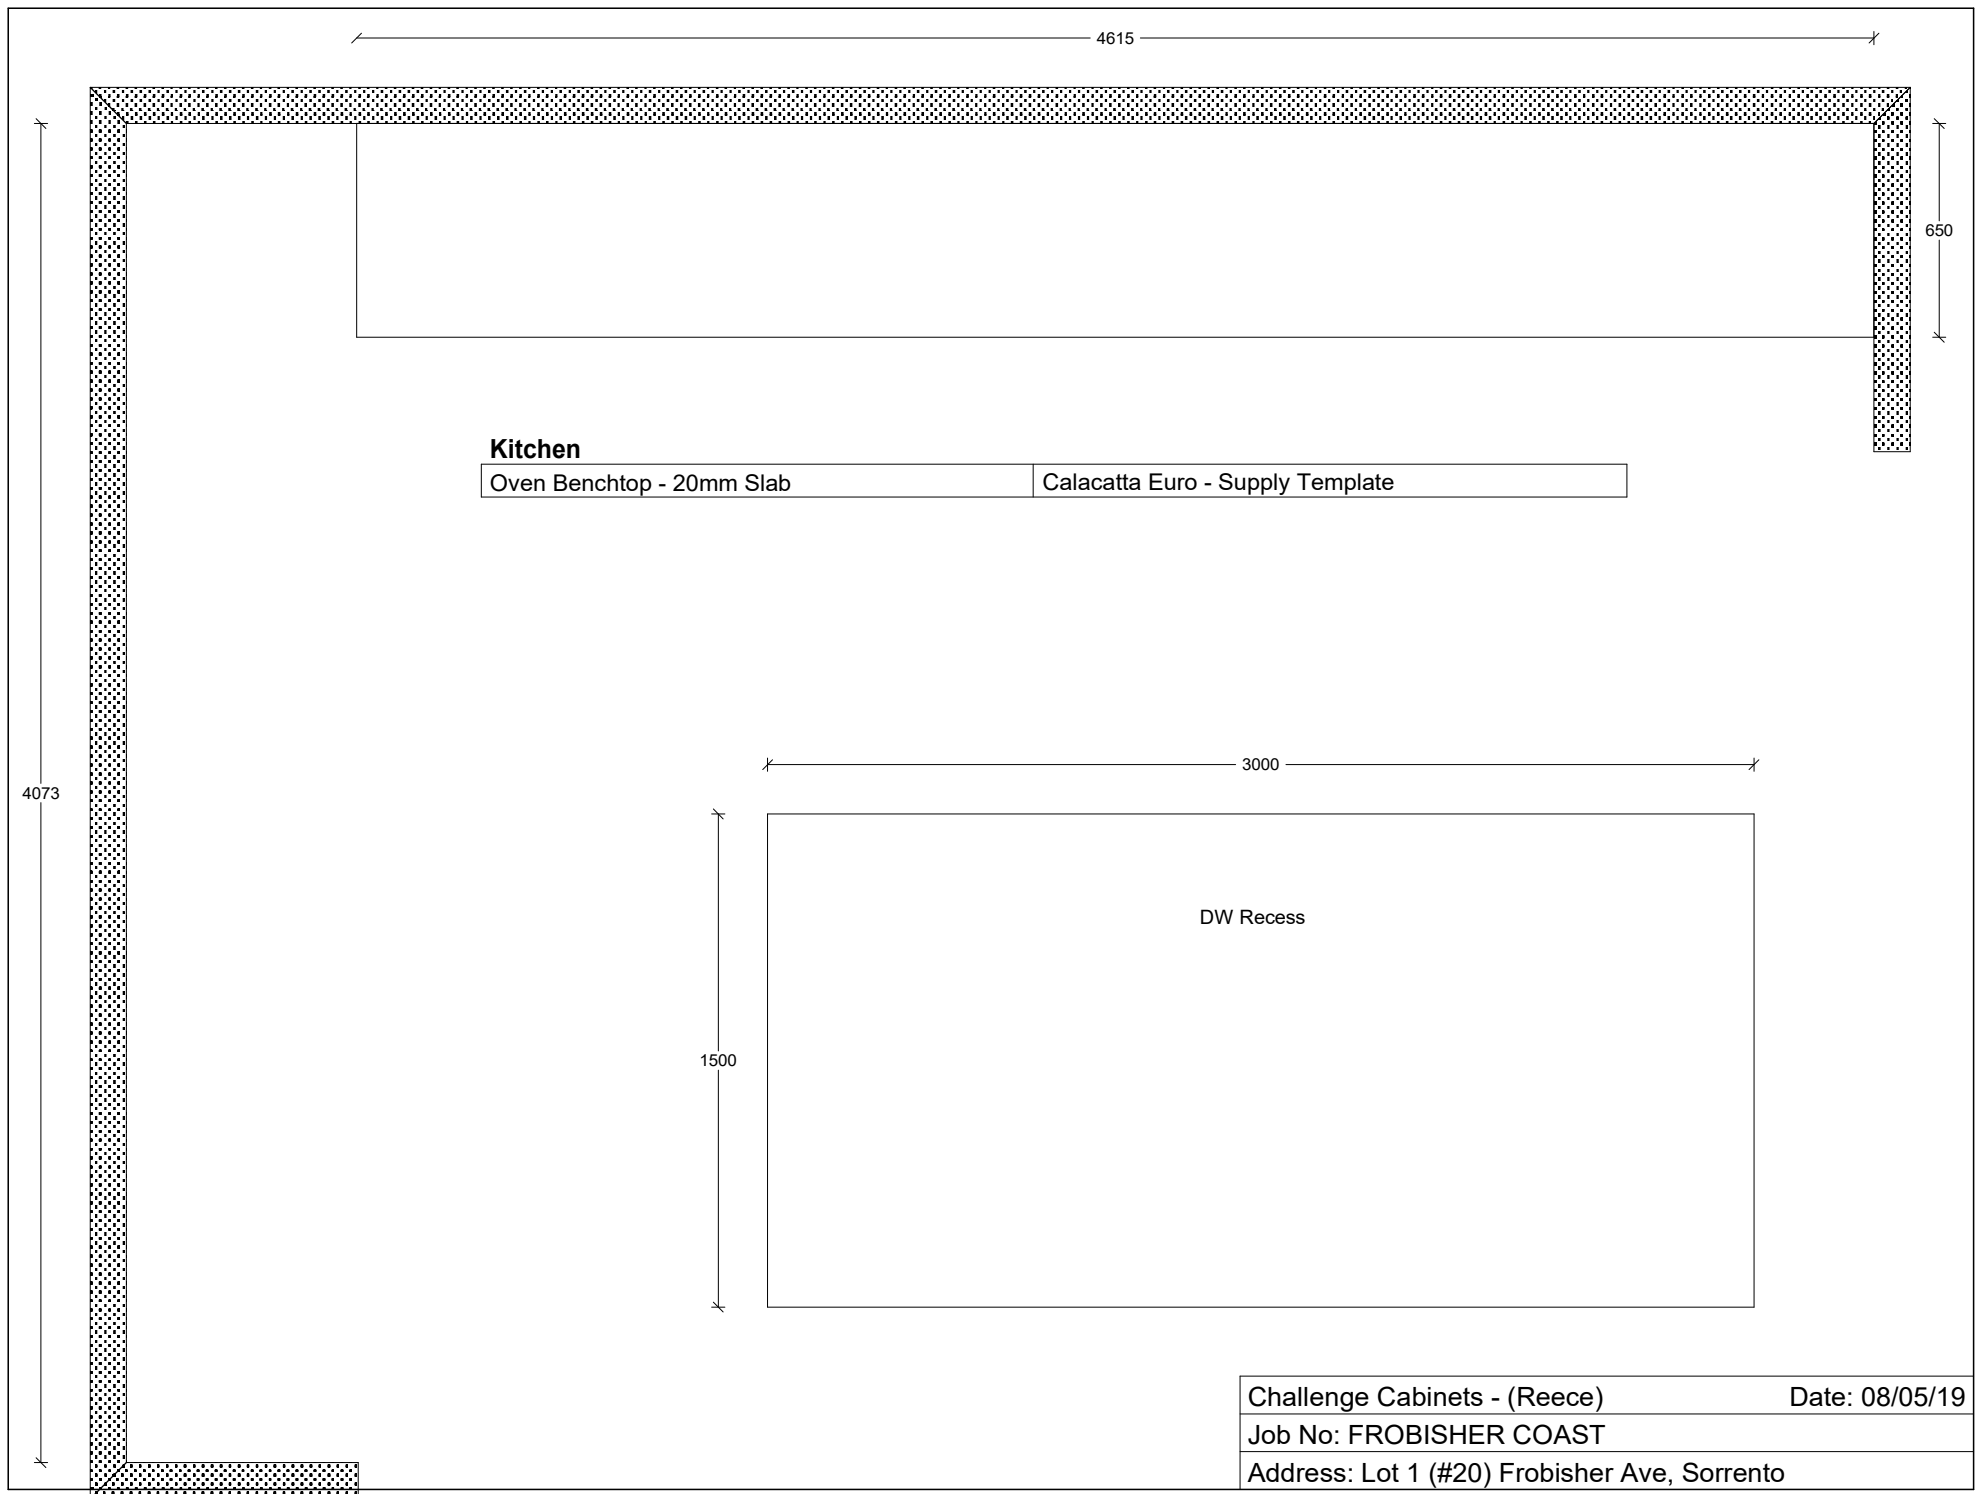 4615
650
Kitchen
Oven Benchtop - 20mm Slab Calacatta Euro - Supply Template
3000
4073
DW Recess
1500
Challenge Cabinets - (Reece) Date: 08/05/19
Job No: FROBISHER COAST
Address: Lot 1 (#20) Frobisher Ave, Sorrento